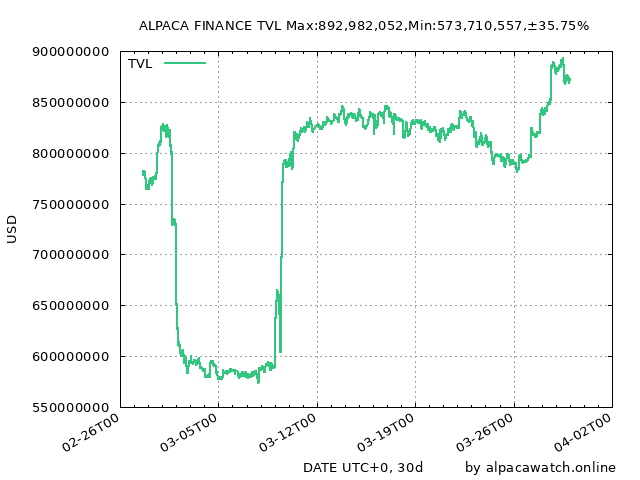 ALPACA FINANCE TVL Max:892,982,052,Min:573,710,557,±35.75%
TVL
900000000
850000000
800000000
750000000
700000000
650000000
600000000
550000000
USD
02-26T00
03-05T00
03-12T00
03-19T00
03-26T00
04-02T00
DATE UTC+0, 30d
by alpacawatch.online